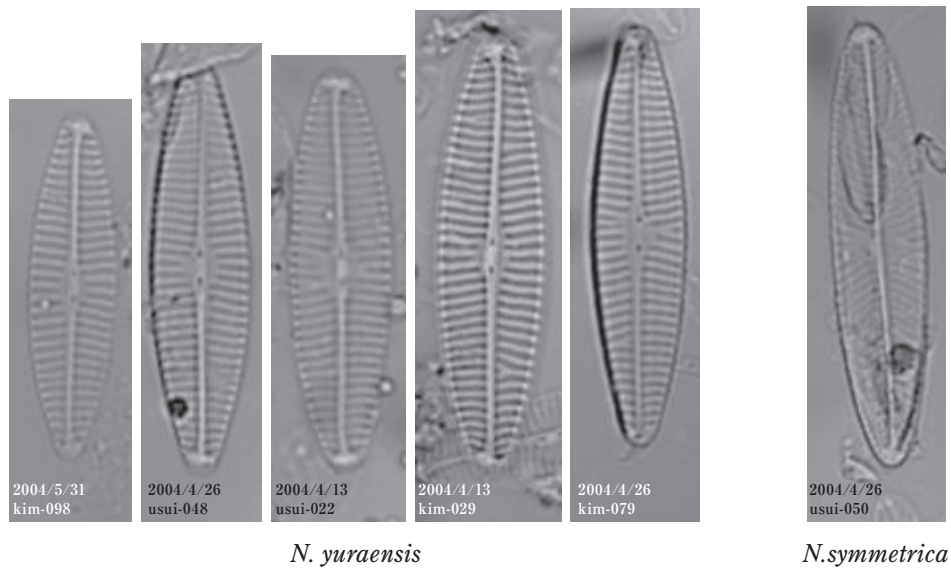 2004/5/31
kim-098
2004/4/26
usui-048
2004/4/13
usui-022
2004/4/13
kim-029
2004/4/26
kim-079
2004/4/26
usui-050
N. yuraensis
N.symmetrica